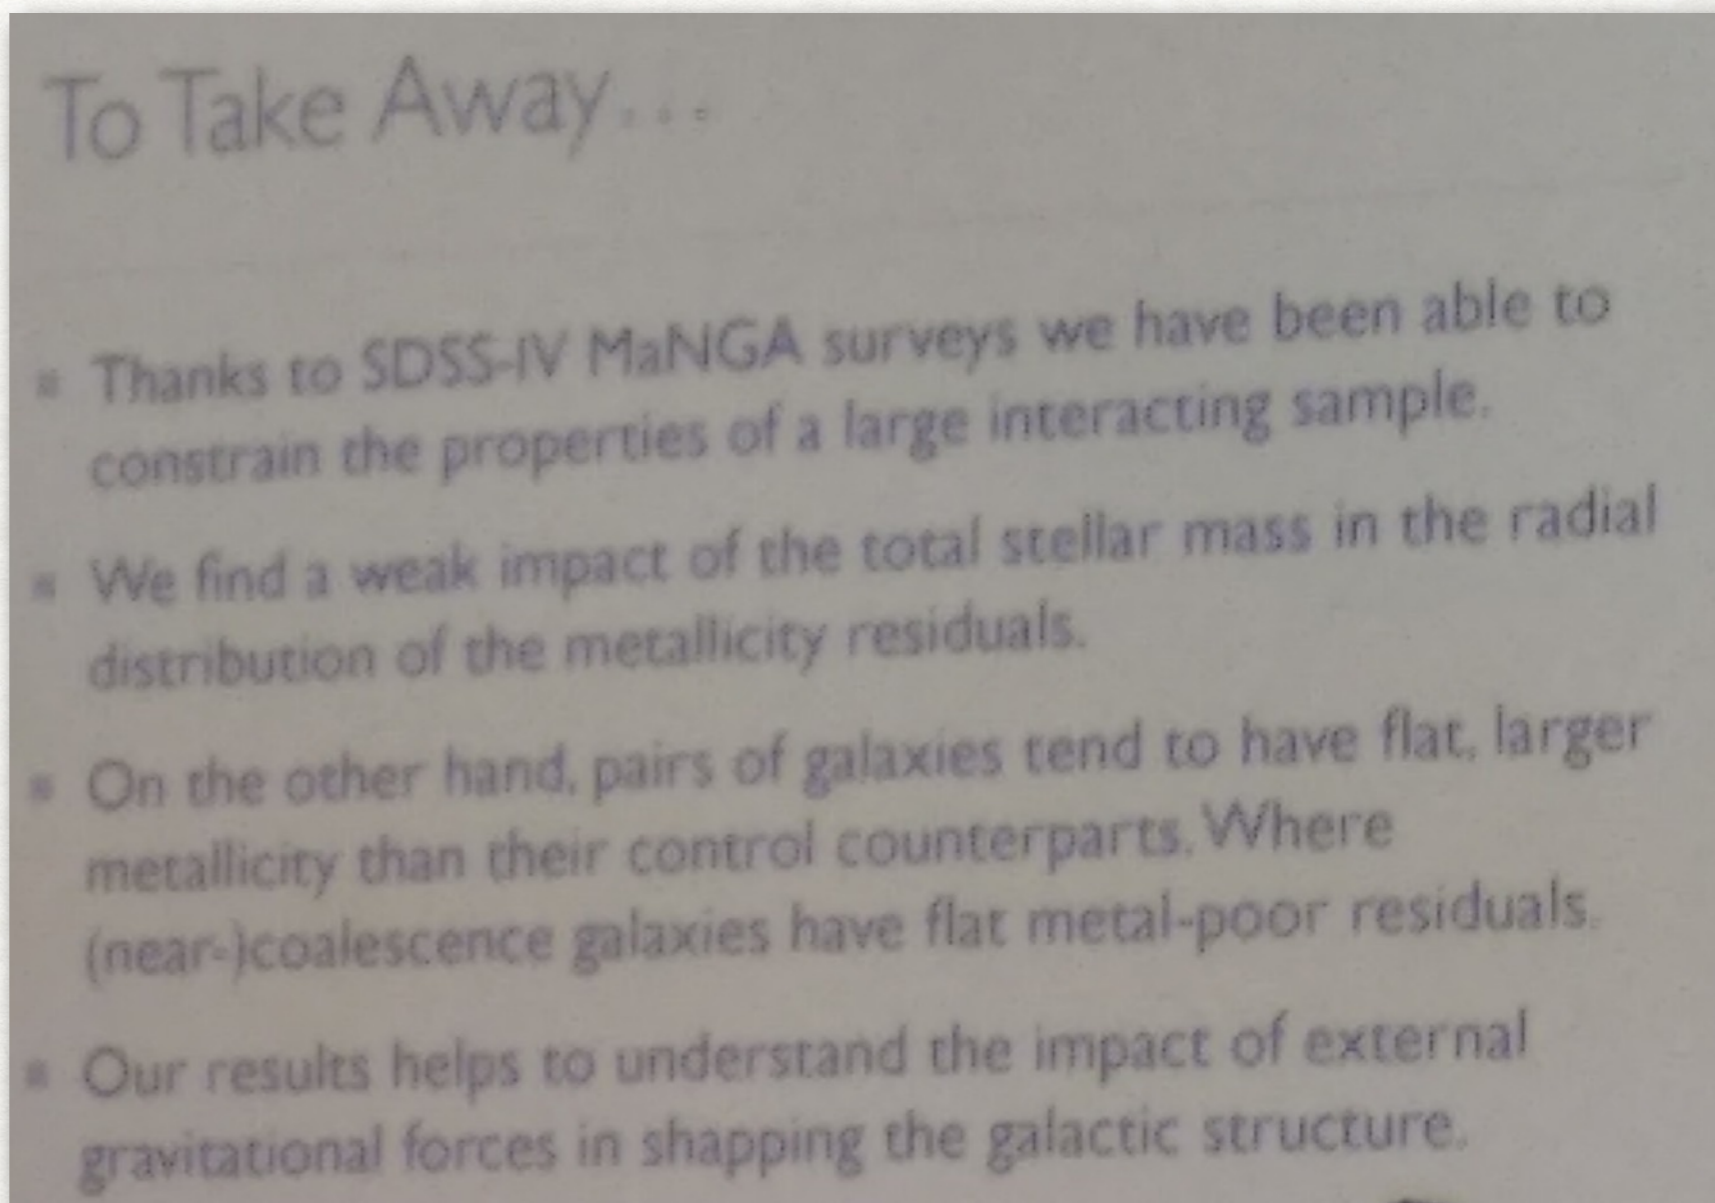 To Take Away...
▪ Thanks to SDSS-IV MaNGA surveys we have been able to
constrain the properties of a large interacting sample.
▪ We find a weak impact of the total stellar mass in the radial
distribution of the metallicity residuals.
▪ On the other hand, pairs of galaxies tend to have flat, larger
metallicity than their control counterparts. Where
(near-)coalescence galaxies have flat metal-poor residuals.
▪ Our results helps to understand the impact of external
gravitational forces in shapping the galactic structure.